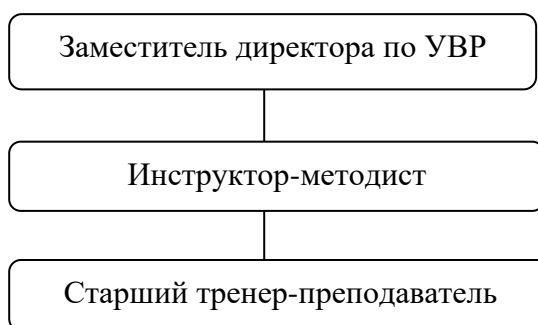 Заместитель директора по УВР
Инструктор-методист
Старший тренер-преподаватель